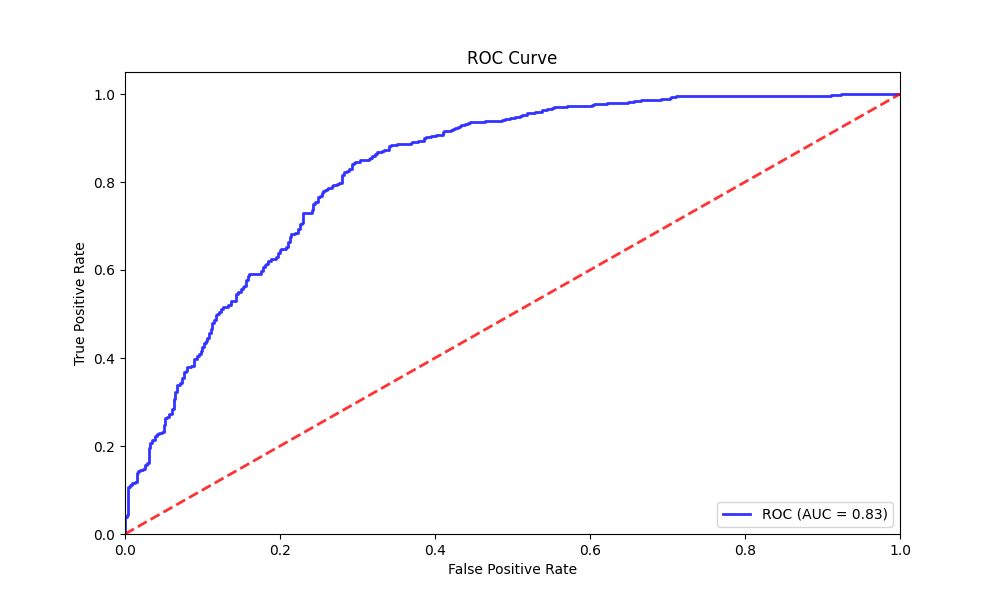 ROC Curve
True Positive Rate
1.0
0.8
0.6
0.4
0.2
0.0
0.0 0.2 0.4 0.6 0.8 1.0
False Positive Rate
ROC (AUC = 0.83)